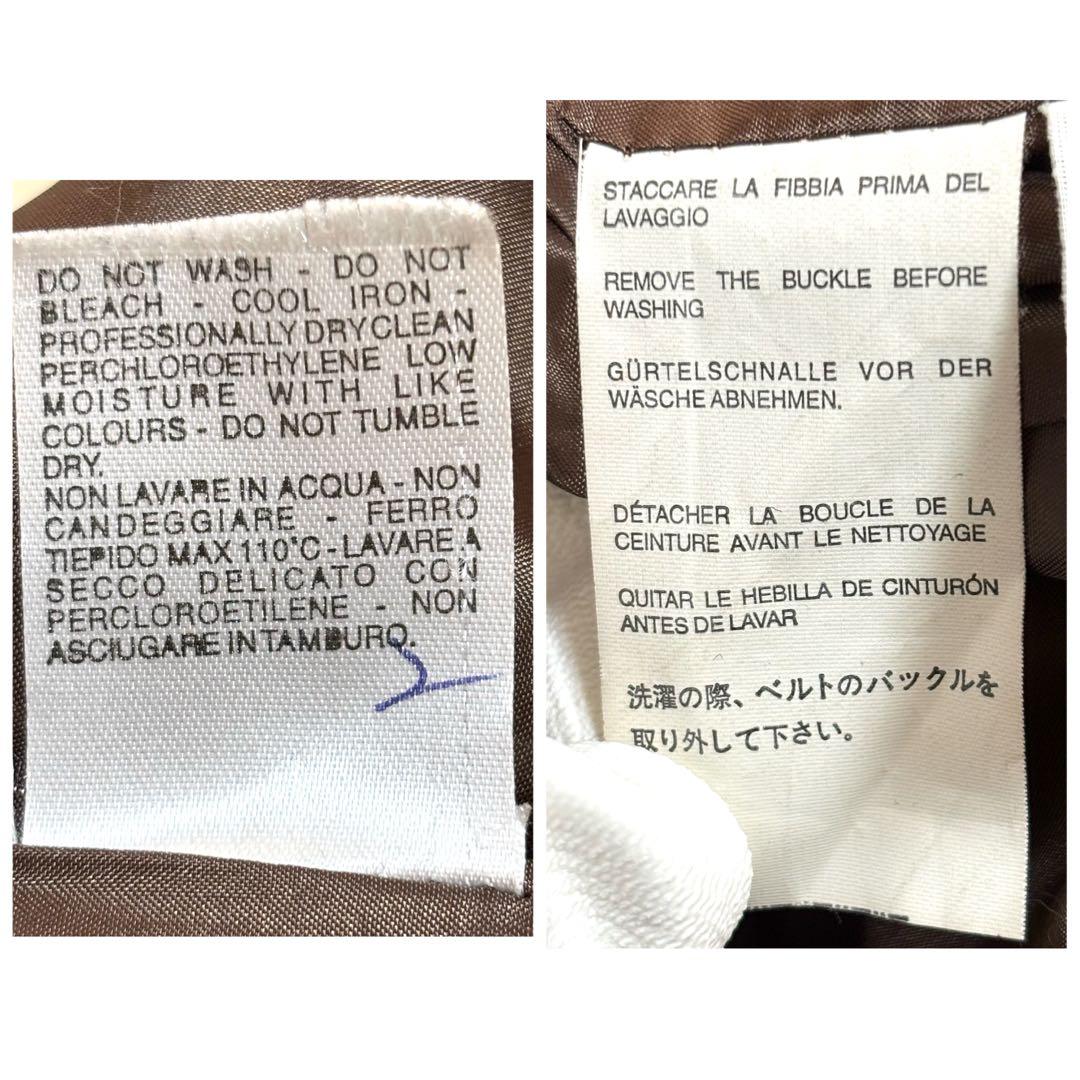 DO NOT WASH - DO NOT
BLEACH - COOL IRON -
PROFESSIONALLY DRYCLEAN
PERCHLOROETHYLENE LOW
MOISTURE WITH LIKE
COLOURS - DO NOT TUMBLE
DRY.
NON LAVARE IN ACQUA - NON
CANDEGGIARE - FERRO
TIEPIDO MAX 110°C - LAVARE A
SECCO DELICATO CON
PERCLOROETILENE - NON
ASCIUGARE IN TAMBURO.
STACCARE LA FIBBIA PRIMA DEL
LAVAGGIO
REMOVE THE BUCKLE BEFORE
WASHING
GÜRTELSCHNALLE VOR DER
WÄSCHE ABNEHMEN.
DÉTACHER LA BOUCLE DE LA
CEINTURE AVANT LE NETTOYAGE
QUITAR LE HEBILLA DE CINTURÓN
ANTES DE LAVAR
洗濯の際、ベルトのバックルを
取り外して下さい。